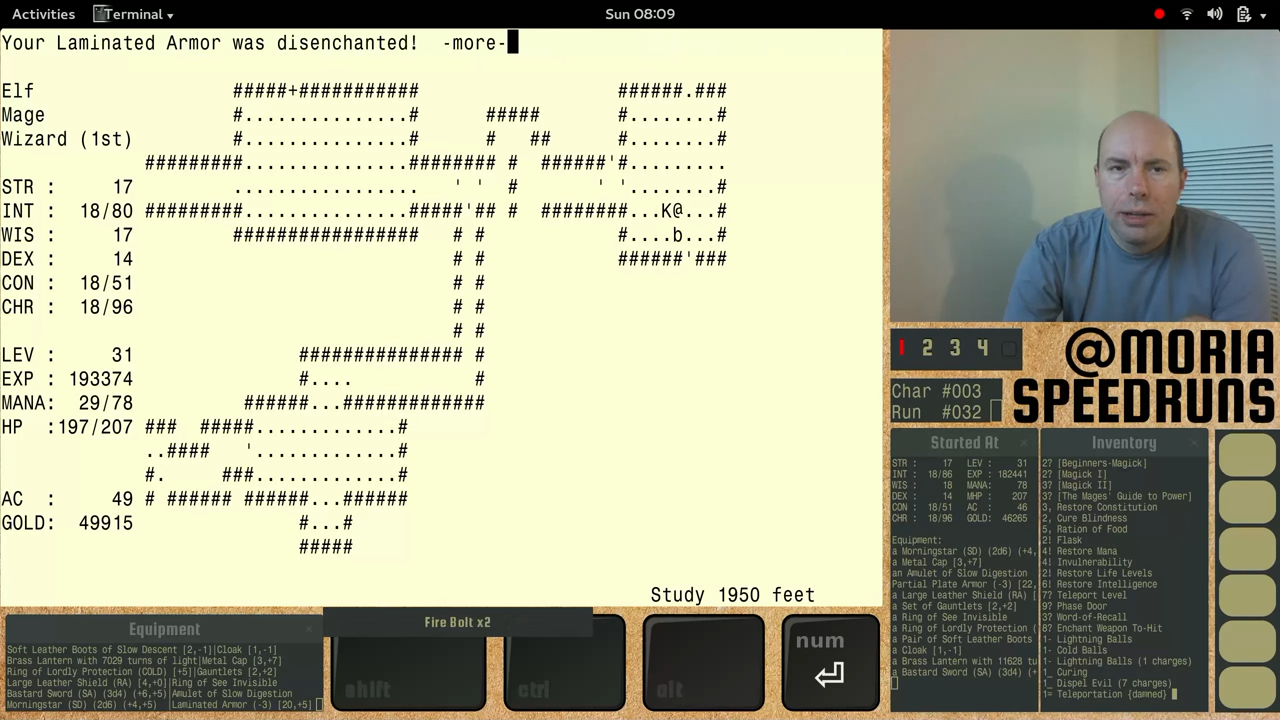 Activities Terminal Sun 08:09
Your Laminated Armor was disenchanted!  -more-
Elf #####+########### ######.###
Mage #...............# ##### #........#
Wizard (1st) #...............# # ## #........#
#########...............######## # ######'#.........
STR : 17 ................. ' ' # ' '........#
INT : 18/80 #########...............#####'## # ########...K@...#
WIS : 17 ################# # # #....b...#
DEX : 14 # # ######'###
CON : 18/51 # #
CHR : 18/96 # #
# #
LEV : 31 ############### #
EXP : 193374 #.... #
MANA: 29/78 ######...#############
HP :197/207 ### #####.............#
..#### '.............#
#. ###.............#
AC : 49 # ###### ######...######
GOLD: 49915 #...#
#####
Study 1950 feet
1 2 3 4
@MORIA
SPEEDRUNS
Char #003
Run #032
Started At
STR : 17 LEV : 31
INT : 18/86 EXP : 182441
WIS : 18 MANA: 78
DEX : 14 MHP : 207
CON : 18/51 AC : 46
CHR : 18/96 GOLD: 46265
Equipment:
a Morningstar (SD) (2d6) (+4,
a Metal Cap [3,+7]
an Amulet of Slow Digestion
Partial Plate Armor (-3) [22,
a Large Leather Shield (RA) [
a Set of Gauntlets [2,+2]
a Ring of See Invisible
a Ring of Lordly Protection (
a Pair of Soft Leather Boots
a Cloak [1,-1]
a Brass Lantern with 11628 tu
a Bastard Sword (SA) (3d4) (+
Inventory
2? [Beginners-Magick]
2? [Magick I]
3? [Magick II]
3? [The Mages' Guide to Power]
3, Restore Constitution
2, Cure Blindness
5, Ration of Food
2! Flask
4! Restore Mana
4! Invulnerability
2! Restore Life Levels
6! Restore Intelligence
7? Teleport Level
9? Phase Door
3? Word-of-Recall
8? Enchant Weapon To-Hit
1- Lightning Balls
1- Cold Balls
1- Lightning Balls (1 charges)
1_ Curing
1_ Dispel Evil (7 charges)
1= Teleportation {damned}
Equipment
Soft Leather Boots of Slow Descent [2,-1]|Cloak [1,-1]
Brass Lantern with 7029 turns of light|Metal Cap [3,+7]
Ring of Lordly Protection (COLD) [+5]|Gauntlets [2,+2]
Large Leather Shield (RA) [4,+0] |Ring of See Invisible
Bastard Sword (SA) (3d4) (+6,+5) |Amulet of Slow Digestion
Morningstar (SD) (2d6) (+4,+5) |Laminated Armor (-3) [20,+5]
Fire Bolt x2
shift
ctrl
alt
num